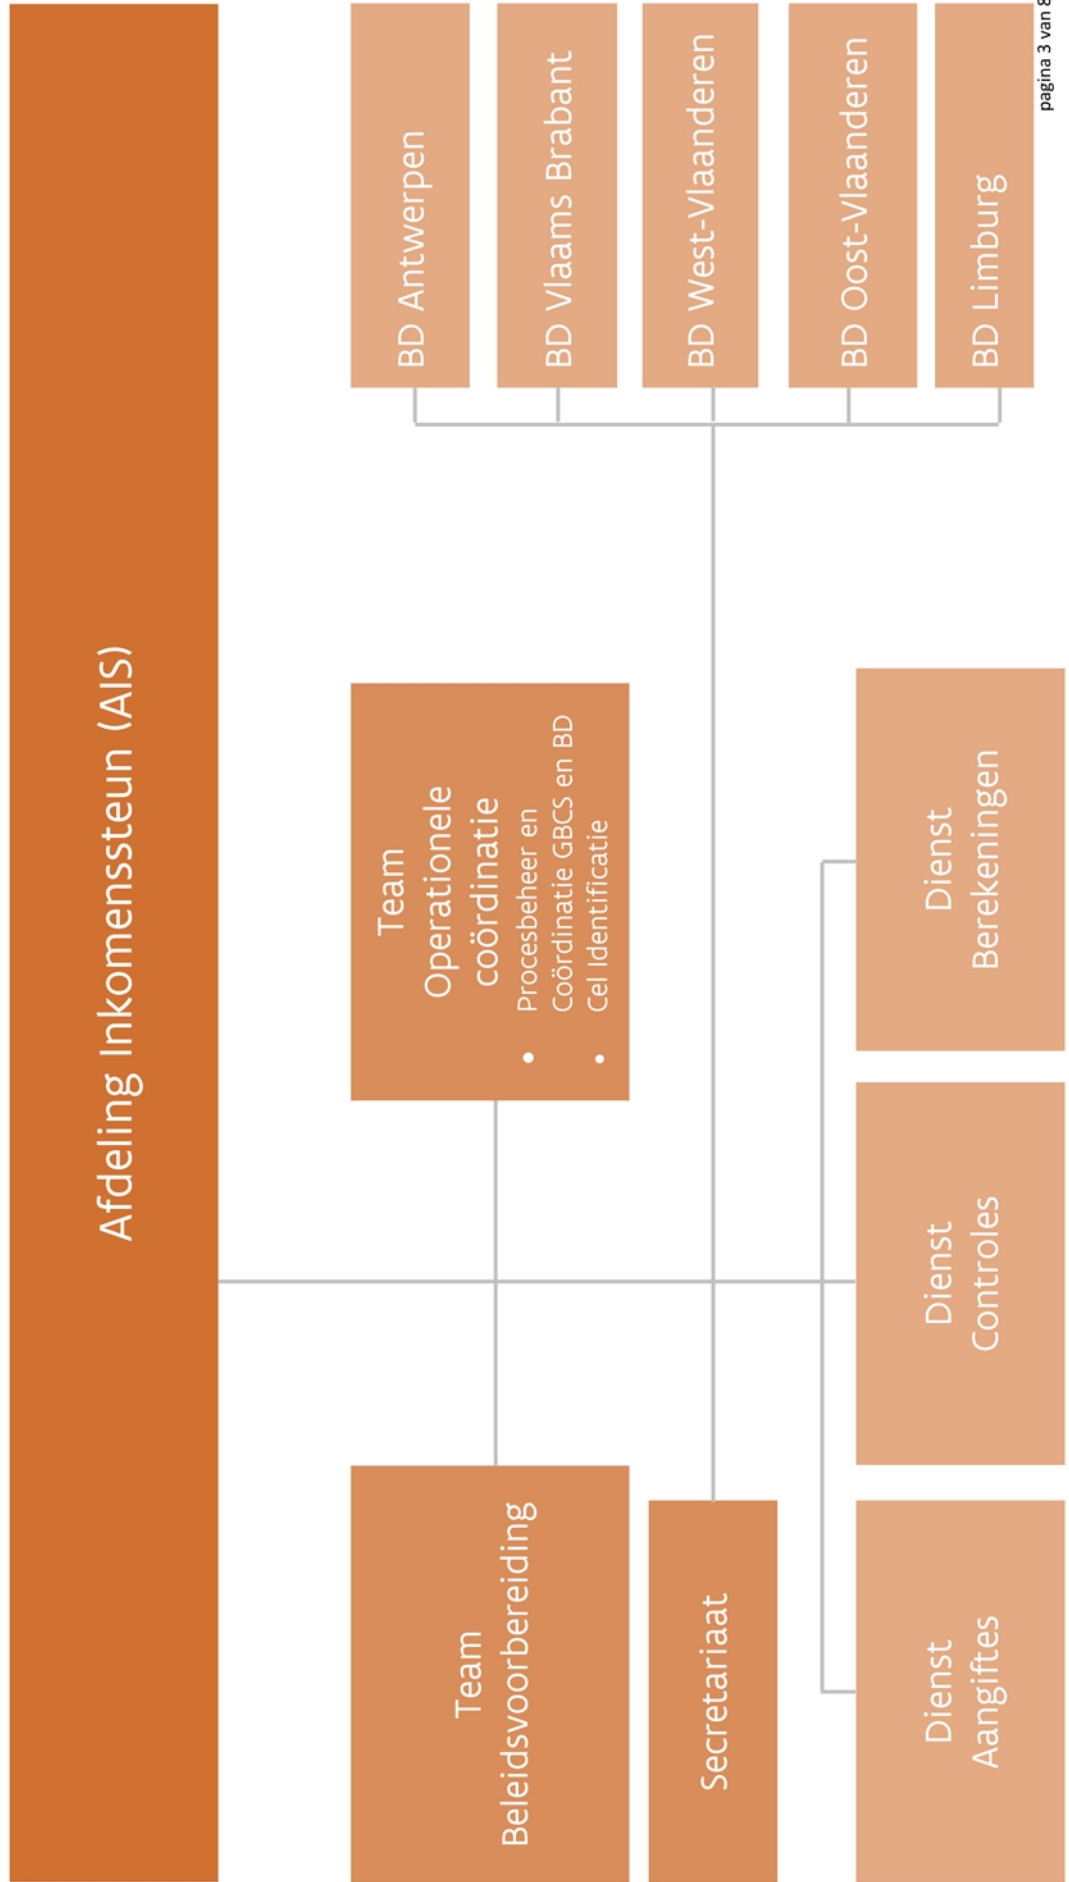 Afdeling Inkomenssteun (AIS)
Team
Beleidsvoorbereiding
Team
Operationele
coördinatie
• Procesbeheer en
Coördinatie GBCS en BD
• Cel Identificatie
Secretariaat
Dienst
Aangiftes
Dienst
Controles
Dienst
Berekeningen
BD Antwerpen
BD Vlaams Brabant
BD West-Vlaanderen
BD Oost-Vlaanderen
BD Limburg
pagina 3 van 8